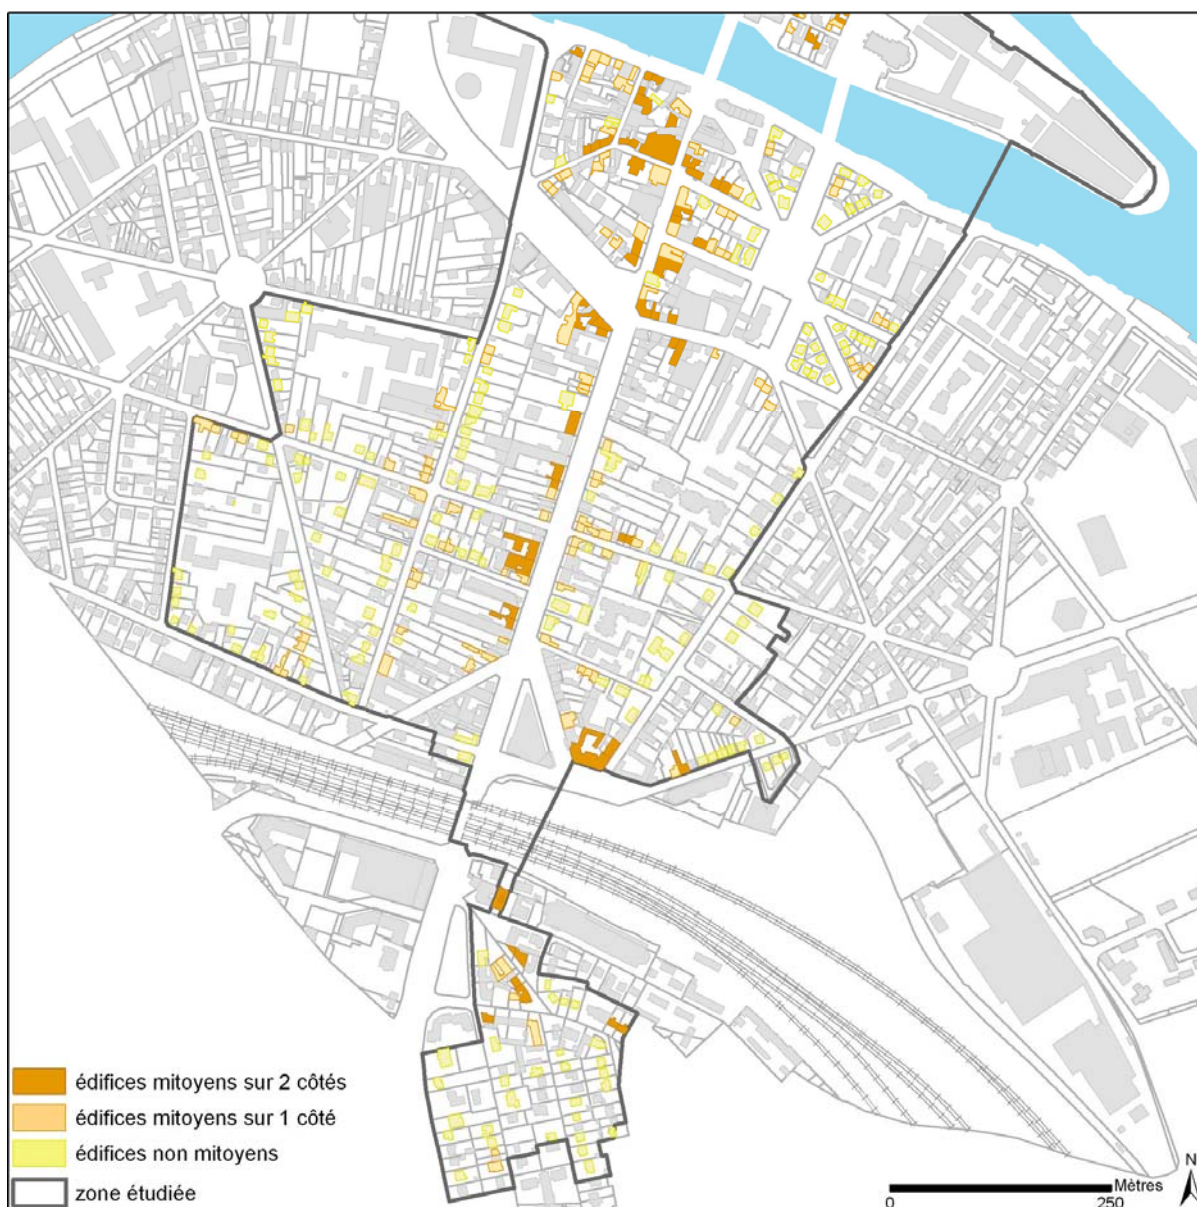 édifices mitoyens sur 2 côtés
édifices mitoyens sur 1 côté
édifices non mitoyens
zone étudiée
N
Mètres
0 250